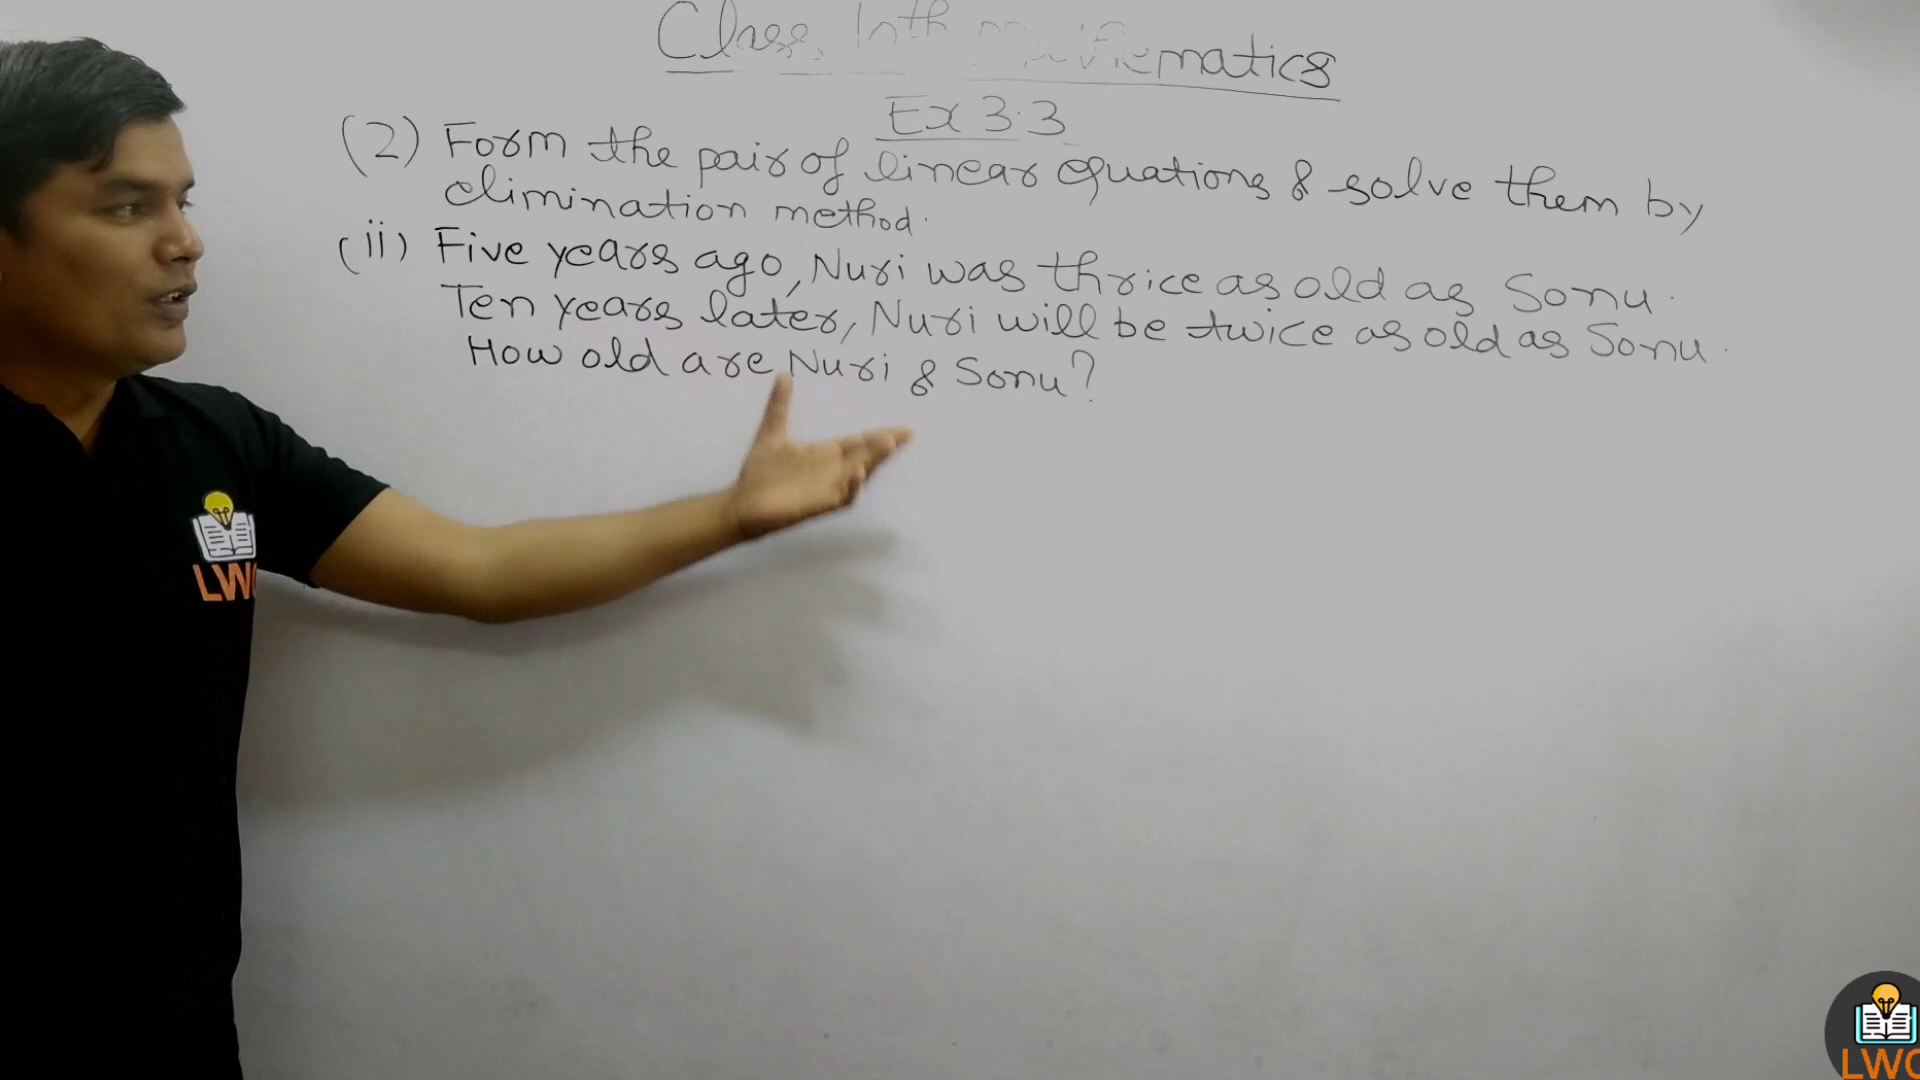 Class 10th Mathematics
Ex 3.3
(2) Form the pair of linear equations & solve them by
elimination method.
(ii) Five years ago, Nuri was thrice as old as Sonu.
Ten years later, Nuri will be twice as old as Sonu.
How old are Nuri & Sonu?
LW
LWC